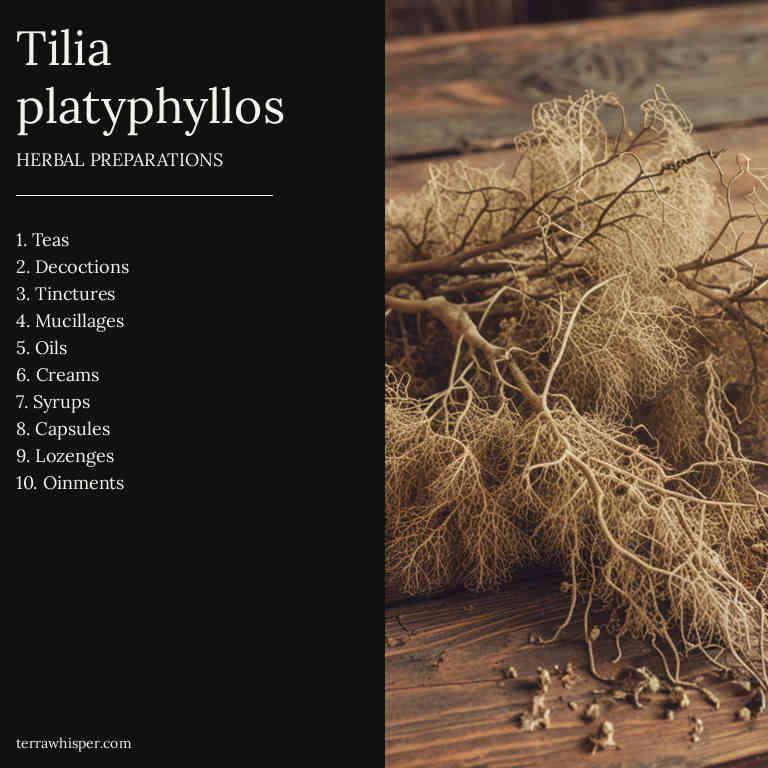 Tilia
platyphyllos
HERBAL PREPARATIONS
1. Teas
2. Decoctions
3. Tinctures
4. Mucillages
5. Oils
6. Creams
7. Syrups
8. Capsules
9. Lozenges
10. Oinments
terrawhisper.com